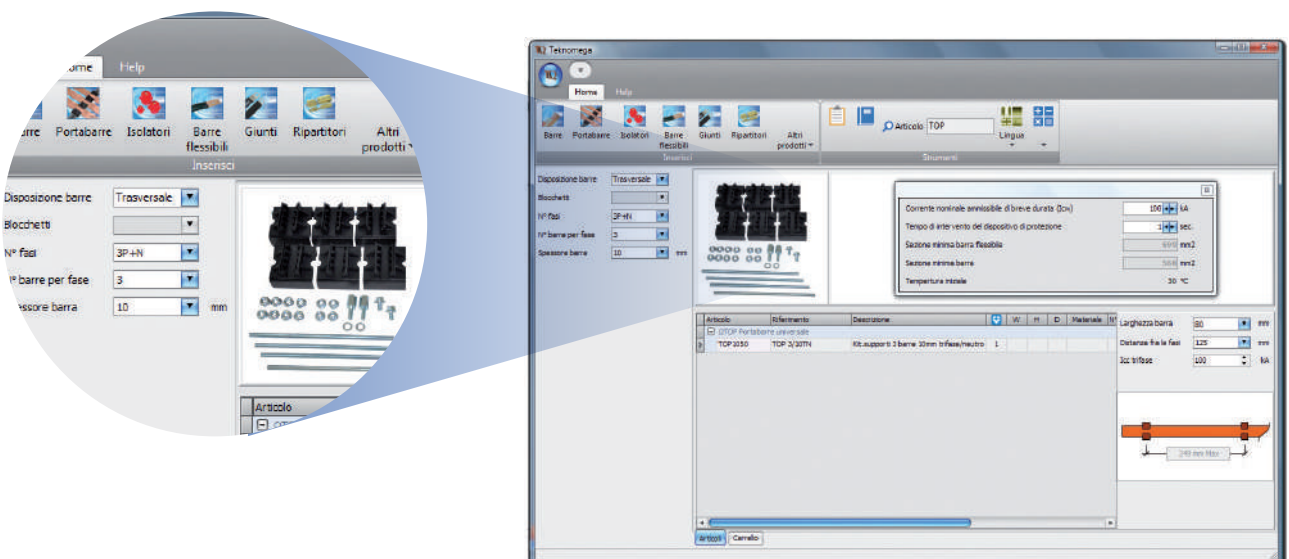 Home Help
Portabarre Isolatori Barre flessibili Giunti Ripartitori Altri prodotti
Inserisci
Disposizione barre Trasversale
Blocchetti
N° fasi 3P+N
N° barre per fase 3
Spessore barra 10 mm
Articolo
Teknomega
Home Help
Barre Portabarre Isolatori Barre flessibili Giunti Ripartitori Altri prodotti
Articolo TOP
Lingua
Inserisci Strumenti
Disposizione barre Trasversale
Blocchetti
N° fasi 3P+N
N° barre per fase 3
Spessore barra 10 mm
Corrente nominale ammissibile di breve durata (Icw) 100 kA
Tempo di intervento del dispositivo di protezione 1 sec.
Sezione minima barra flessibile mm2
Sezione minima barre mm2
Tempertura iniziale 30 °C
Articolo Riferimento Descrizione W H D Materiale N°
OTOP Portabarre universale
TOP1050 TOP 3/10TN Kit.supporti 3 barre 10mm trifase/neutro 1
Larghezza barra 80 mm
Distanza fra le fasi 125 mm
Icc trifase 100 kA
mm Max
Articoli Carrello